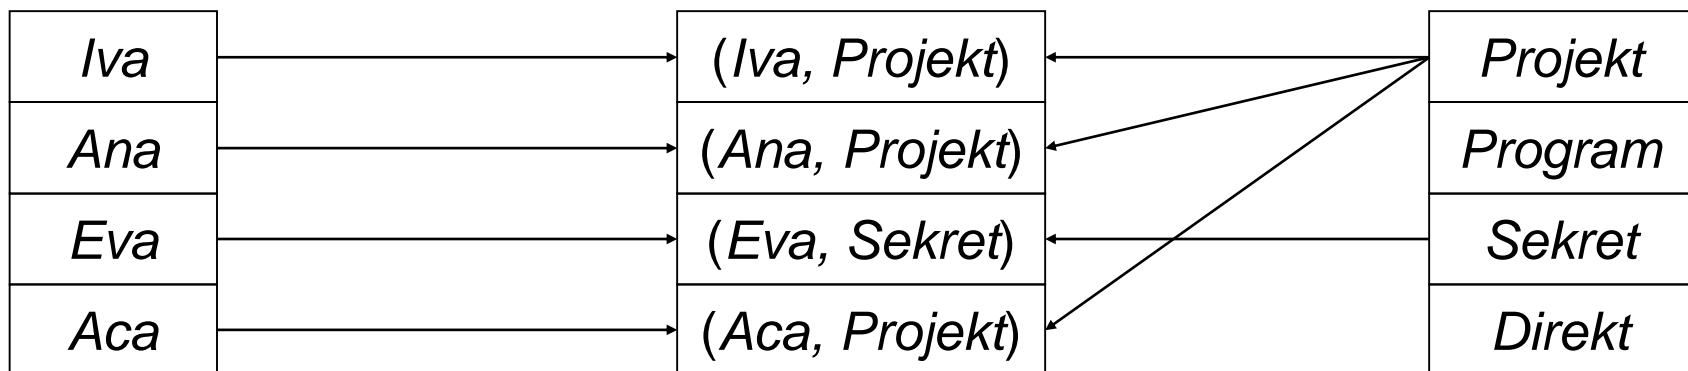 Iva (Iva, Projekt) Projekt
Ana (Ana, Projekt) Program
Eva (Eva, Sekret) Sekret
Aca (Aca, Projekt) Direkt